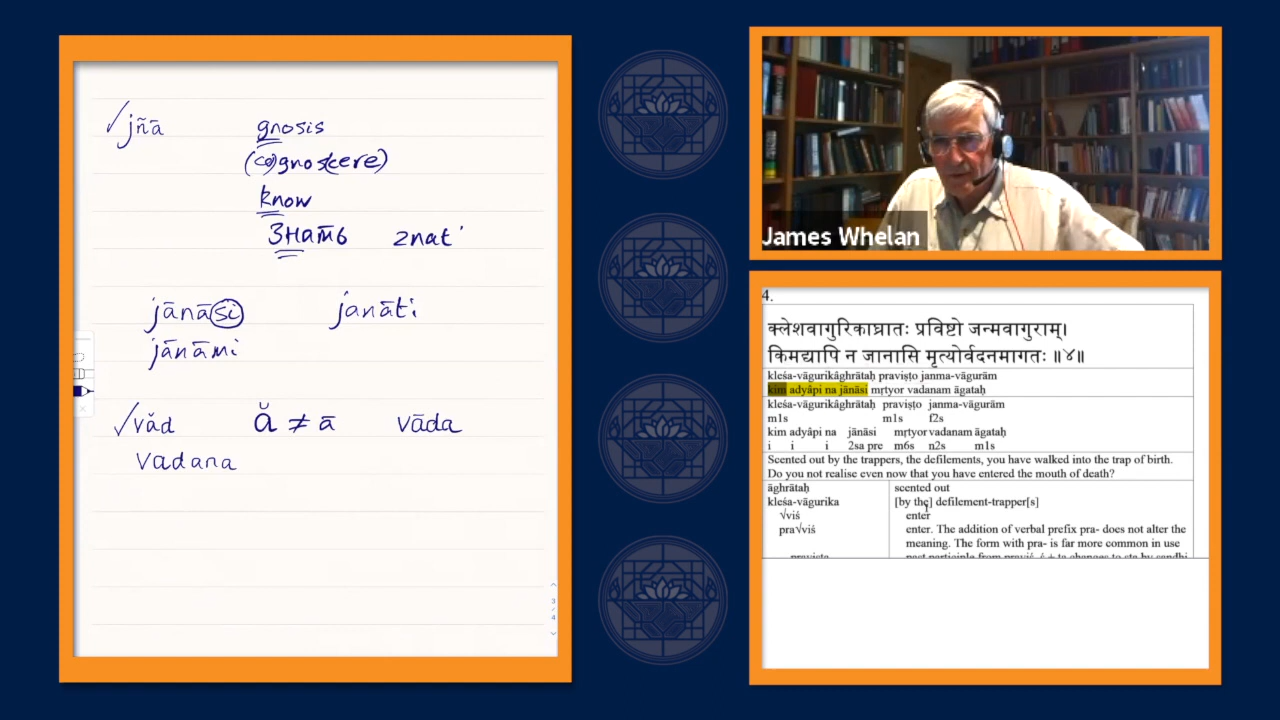 √jñā gnosis
(co)gnoscere)
know
знать znat'
jānāsi janāti
jānāmi
√văd ă ≠ ā vāda
vadana
3
4
James Whelan
4.
क्लेशवागुरिकाघ्रातः प्रविष्टो जन्मवागुराम्।
किमद्यापि न जानासि मृत्योर्वदनमागतः ॥४॥
kleśa-vāgurikâghrātaḥ praviṣṭo janma-vāgurām
kim adyâpi na jānāsi mṛtyor vadanam āgataḥ
kleśa-vāgurikâghrātaḥ praviṣṭo janma-vāgurām
m1s m1s f2s
kim adyâpi na jānāsi mṛtyor vadanam āgataḥ
i i i 2sa pre m6s n2s m1s
Scented out by the trappers, the defilements, you have walked into the trap of birth.
Do you not realise even now that you have entered the mouth of death?
āghrātaḥ scented out
kleśa-vāgurika [by the] defilement-trapper[s]
√viś enter
pra√viś enter. The addition of verbal prefix pra- does not alter the
meaning. The form with pra- is far more common in use